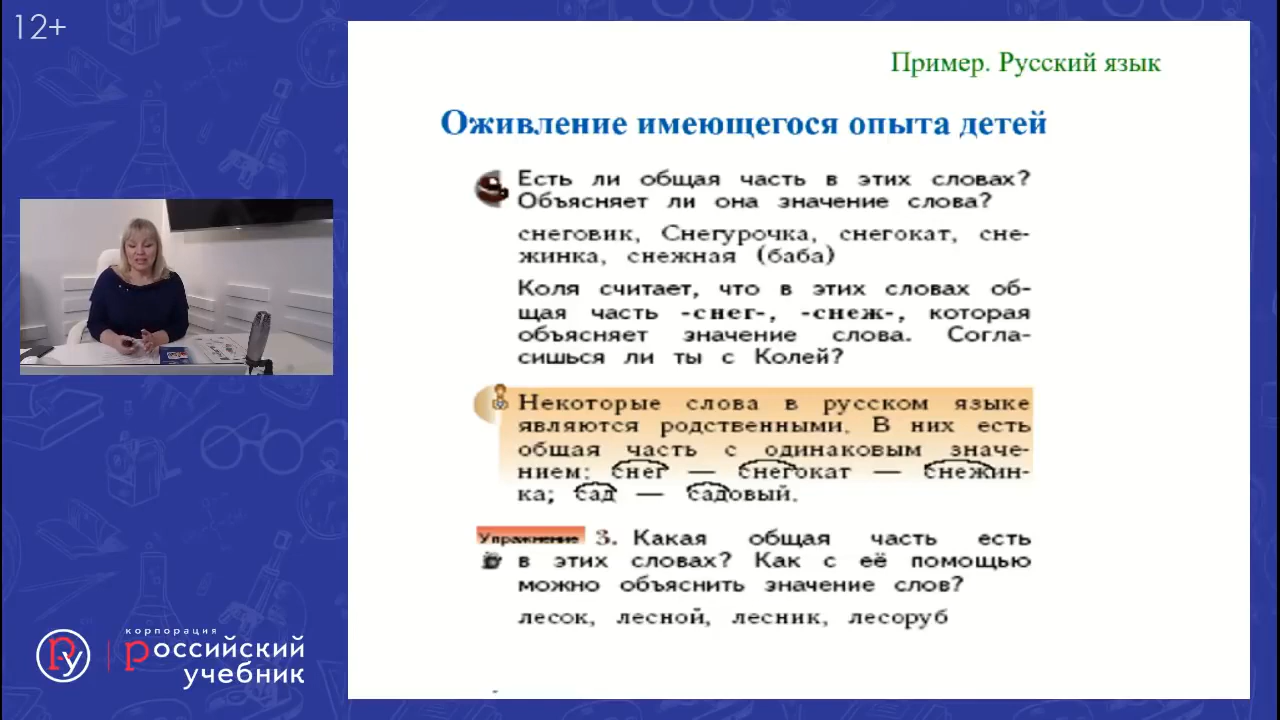 12+
Пример. Русский язык
Оживление имеющегося опыта детей
Есть ли общая часть в этих словах?
Объясняет ли она значение слова?
снеговик, Снегурочка, снегокат, сне-
жинка, снежная (баба)
Коля считает, что в этих словах об-
щая часть -снег-, -снеж-, которая
объясняет значение слова. Согла-
сишься ли ты с Колей?
Некоторые слова в русском языке
являются родственными. В них есть
общая часть с одинаковым значе-
нием: снег — снегокат — снежин-
ка; сад — садовый.
Упражнение 3. Какая общая часть есть
в этих словах? Как с её помощью
можно объяснить значение слов?
лесок, лесной, лесник, лесоруб
Ру
корпорация
российский
учебник